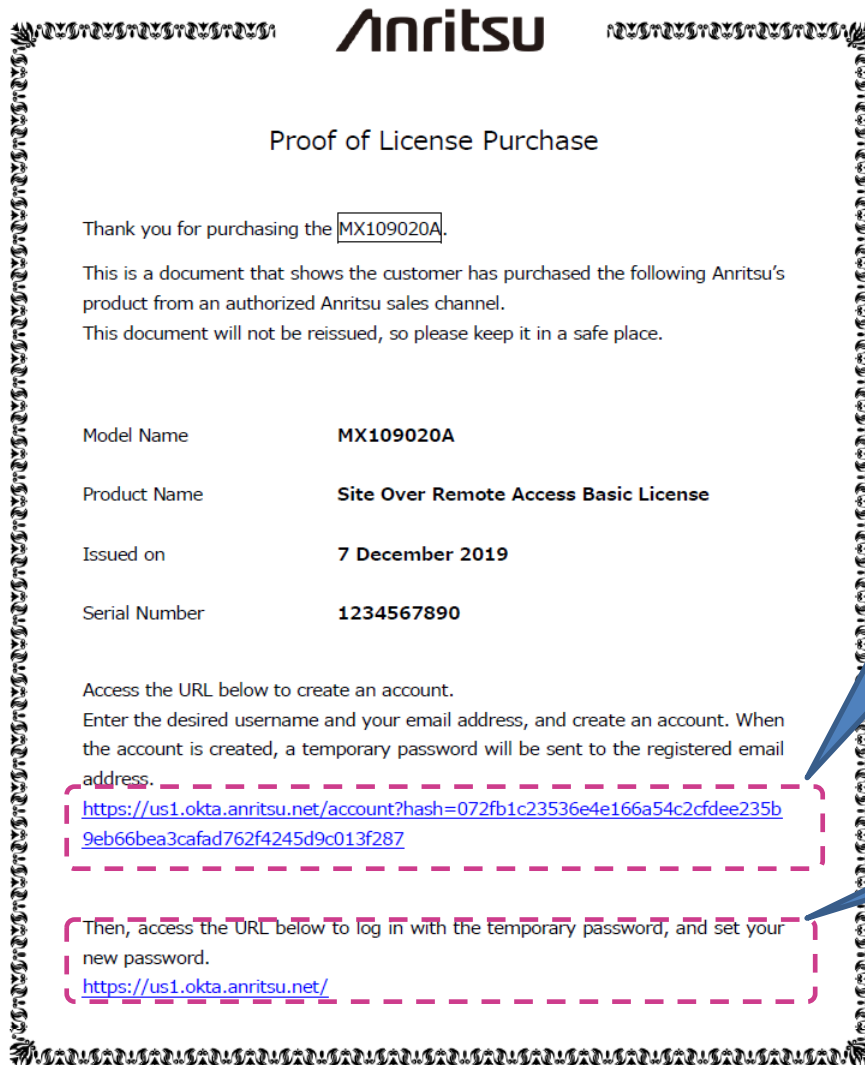 Anritsu
Proof of License Purchase
Thank you for purchasing the MX109020A.
This is a document that shows the customer has purchased the following Anritsu's
product from an authorized Anritsu sales channel.
This document will not be reissued, so please keep it in a safe place.
Model Name MX109020A
Product Name Site Over Remote Access Basic License
Issued on 7 December 2019
Serial Number 1234567890
Access the URL below to create an account.
Enter the desired username and your email address, and create an account. When
the account is created, a temporary password will be sent to the registered email
address.
https://us1.okta.anritsu.net/account?hash=072fb1c23536e4e166a54c2cfdee235b
9eb66bea3cafad762f4245d9c013f287
Then, access the URL below to log in with the temporary password, and set your
new password.
https://us1.okta.anritsu.net/